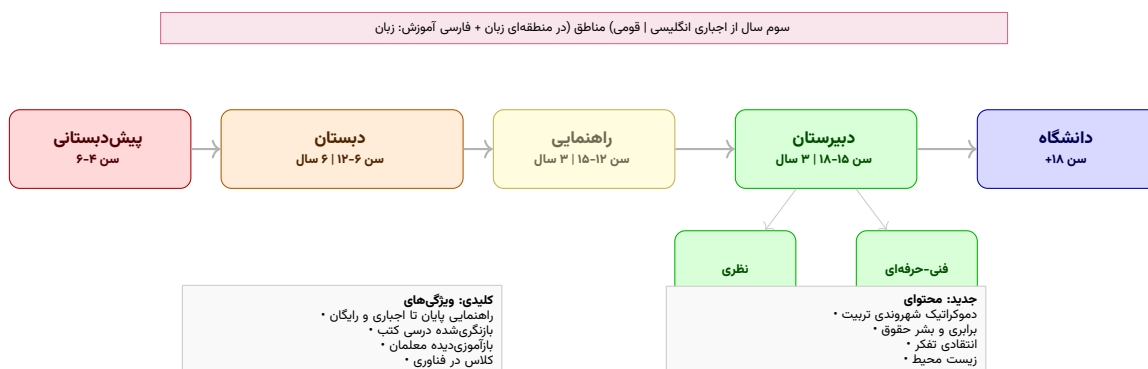 سوم سال از اجباری انگلیسی | قومی) مناطق (در منطقه‌ای زبان + فارسی آموزش: زبان
پیش‌دبستانی
سن ۴-۶
دبستان
سن ۶-۱۲ | ۶ سال
راهنمایی
سن ۱۲-۱۵ | ۳ سال
دبیرستان
سن ۱۵-۱۸ | ۳ سال
دانشگاه
سن ۱۸+
نظری
فنی-حرفه‌ای
کلیدی: ویژگی‌های
راهنمایی پایان تا اجباری و رایگان •
بازنگری‌شده درسی کتب •
بازآموزی‌دیده معلمان •
کلاس در فناوری •
جدید: محتوای
دموکراتیک شهروندی تربیت •
برابری و بشر حقوق •
انتقادی تفکر •
زیست محیط •